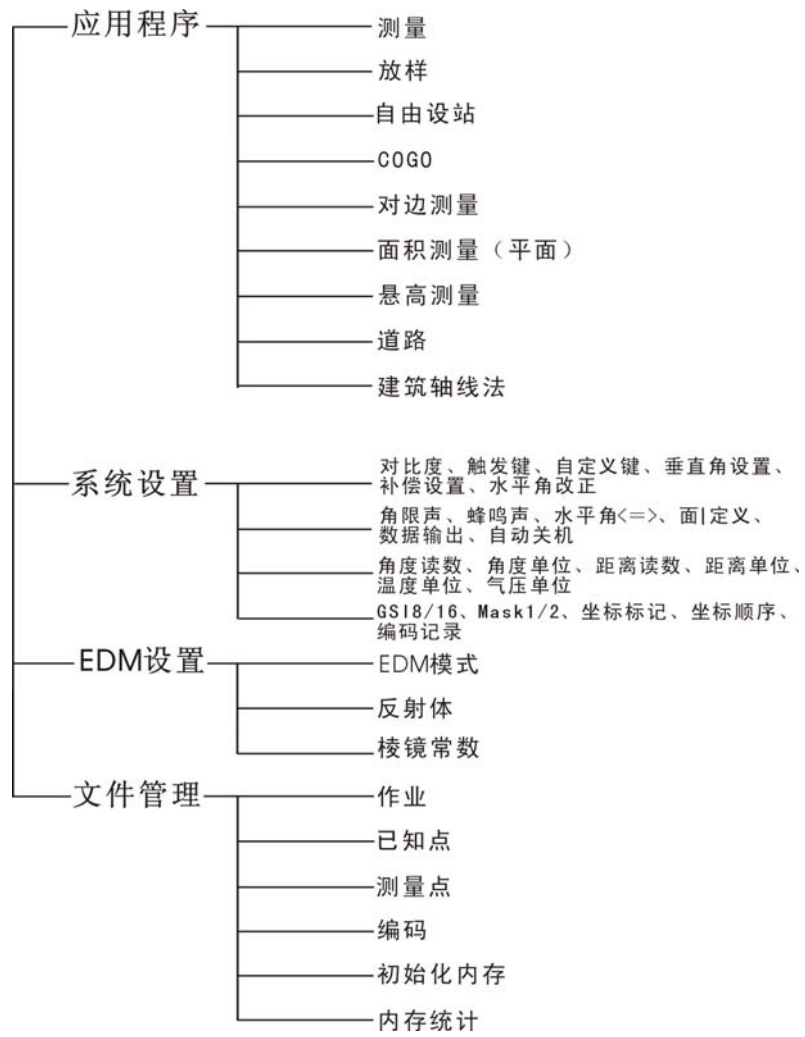 应用程序
测量
放样
自由设站
COGO
对边测量
面积测量（平面）
悬高测量
道路
建筑轴线法
系统设置
对比度、触发键、自定义键、垂直角设置、
补偿设置、水平角改正
角限声、蜂鸣声、水平角<=>、面|定义、
数据输出、自动关机
角度读数、角度单位、距离读数、距离单位、
温度单位、气压单位
GSI8/16、Mask1/2、坐标标记、坐标顺序、
编码记录
EDM设置
EDM模式
反射体
棱镜常数
文件管理
作业
已知点
测量点
编码
初始化内存
内存统计